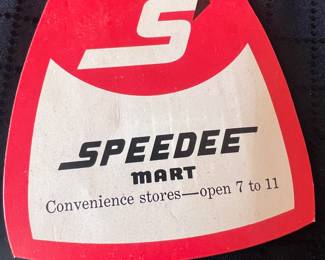 S
SPEEDEE
MART
Convenience stores—open 7 to 11